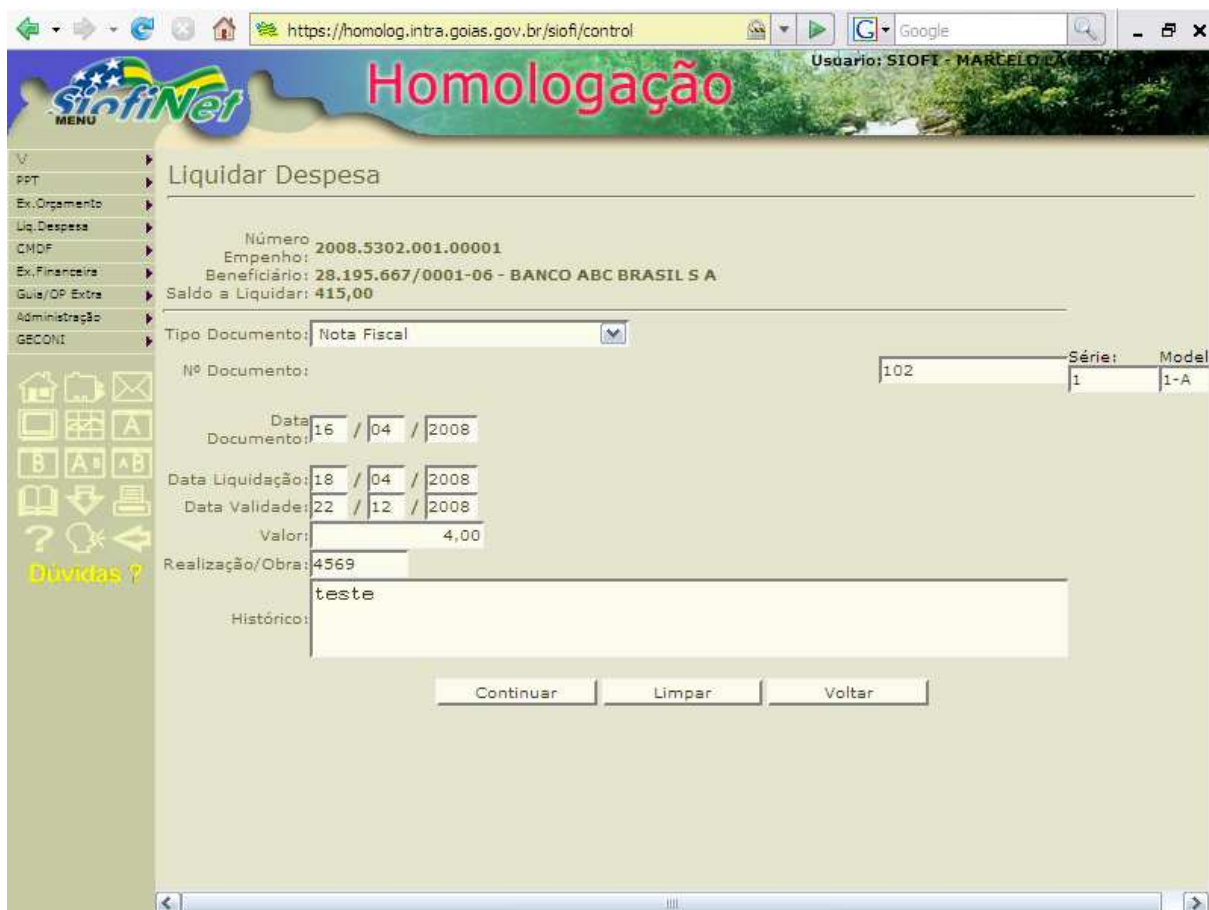 https://homolog.intra.goias.gov.br/siofi/control
G Google
SiofiNet
MENU
Homologação
Usuario: SIOFI - MARCELO
V
PPT
Ex.Orçamento
Liq.Despesa
CMDF
Ex.Financeira
Guia/OP Extra
Administração
GECONI
A
B A B
A B
?
Dúvidas ?
Liquidar Despesa
Número Empenho: 2008.5302.001.00001
Beneficiário: 28.195.667/0001-06 - BANCO ABC BRASIL S A
Saldo a Liquidar: 415,00
Tipo Documento: Nota Fiscal
Nº Documento: 102
Série: 1
Model 1-A
Data Documento: 16 / 04 / 2008
Data Liquidação: 18 / 04 / 2008
Data Validade: 22 / 12 / 2008
Valor: 4,00
Realização/Obra: 4569
Histórico: teste
Continuar Limpar Voltar